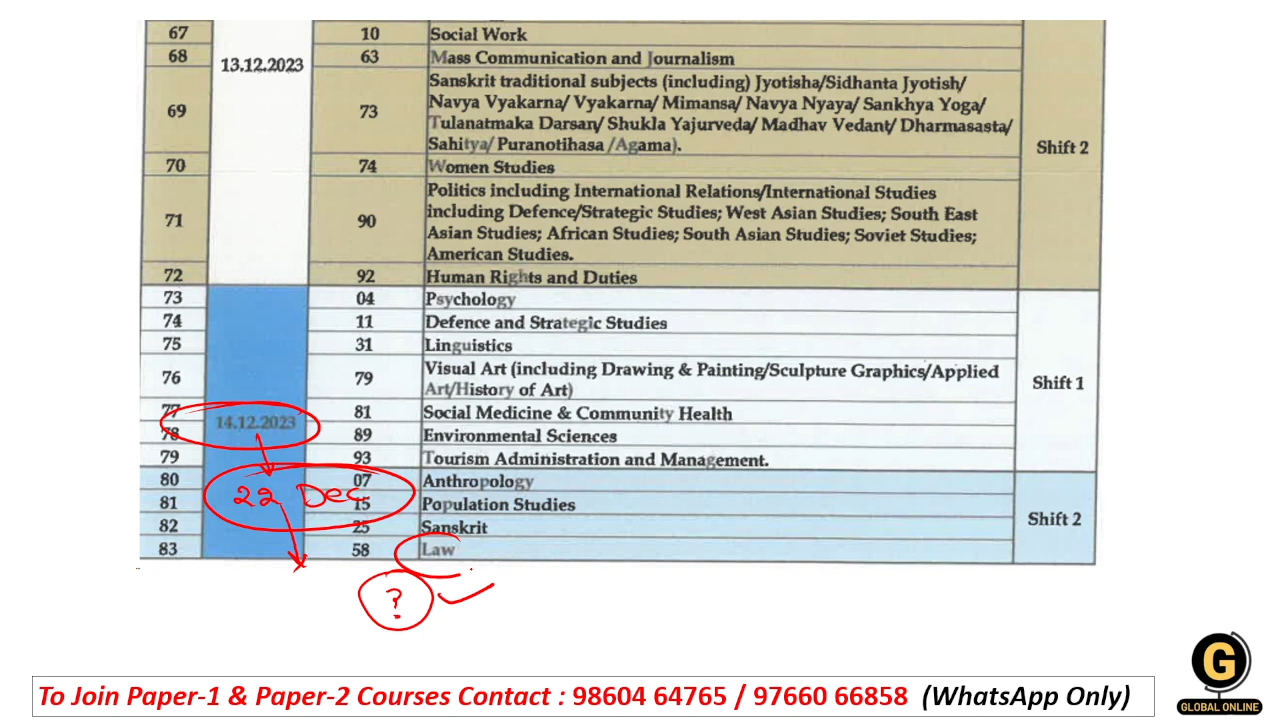 67 10 Social Work
68 13.12.2023 63 Mass Communication and Journalism
Sanskrit traditional subjects (including) Jyotisha/Sidhanta Jyotish/
Navya Vyakarna/ Vyakarna/ Mimansa/ Navya Nyaya/ Sankhya Yoga/
69 73 Tulanatmaka Darsan/ Shukla Yajurveda/ Madhav Vedant/ Dharmasasta/
Sahitya/ Puranotihasa /Agama). Shift 2
70 74 Women Studies
Politics including International Relations/International Studies
71 90 including Defence/Strategic Studies; West Asian Studies; South East
Asian Studies; African Studies; South Asian Studies; Soviet Studies;
American Studies.
72 92 Human Rights and Duties
73 04 Psychology
74 11 Defence and Strategic Studies
75 31 Linguistics
76 79 Visual Art (including Drawing & Painting/Sculpture Graphics/Applied
Art/History of Art) Shift 1
77 81 Social Medicine & Community Health
78 14.12.2023 89 Environmental Sciences
79 93 Tourism Administration and Management.
80 07 Anthropology
22 Dec
81 15 Population Studies
82 25 Sanskrit Shift 2
83 58 Law
?
To Join Paper-1 & Paper-2 Courses Contact : 98604 64765 / 97660 66858 (WhatsApp Only)
G
GLOBAL ONLINE